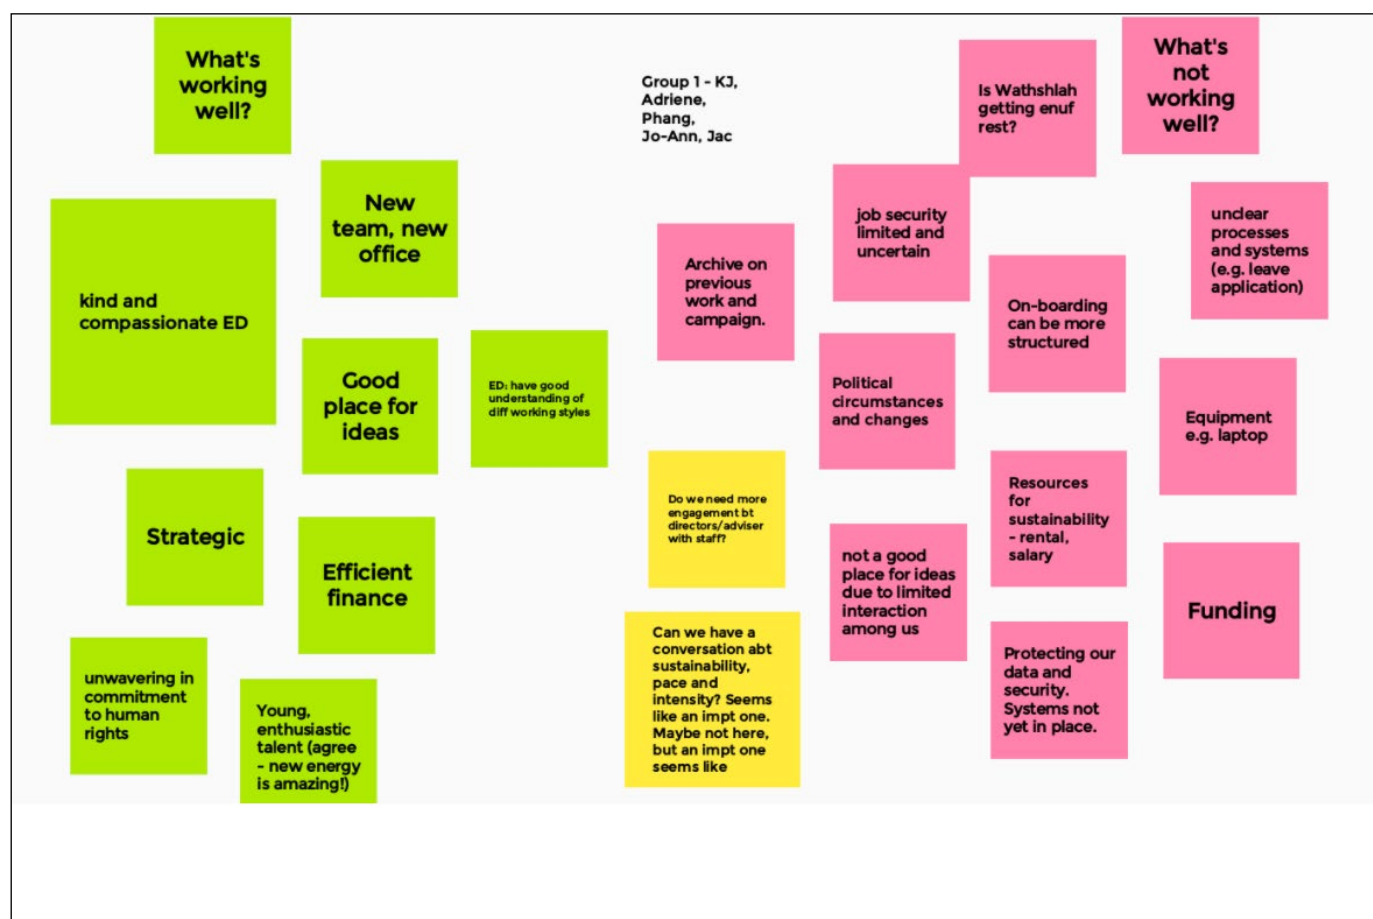 What's
working
well?
New
team, new
office
kind and
compassionate ED
Good
place for
ideas
ED: have good
understanding of
diff working styles
Strategic
Efficient
finance
unwavering in
commitment
to human
rights
Young,
enthusiastic
talent (agree
- new energy
is amazing!)
Group 1 - KJ,
Adriene,
Phang,
Jo-Ann, Jac
Is Wathshlah
getting enuf
rest?
What's
not
working
well?
job security
limited and
uncertain
unclear
processes
and systems
(e.g. leave
application)
Archive on
previous
work and
campaign.
On-boarding
can be more
structured
Political
circumstances
and changes
Equipment
e.g. laptop
Do we need more
engagement bt
directors/adviser
with staff?
Resources
for
sustainability
- rental,
salary
not a good
place for ideas
due to limited
interaction
among us
Funding
Can we have a
conversation abt
sustainability,
pace and
intensity? Seems
like an impt one.
Maybe not here,
but an impt one
seems like
Protecting our
data and
security.
Systems not
yet in place.